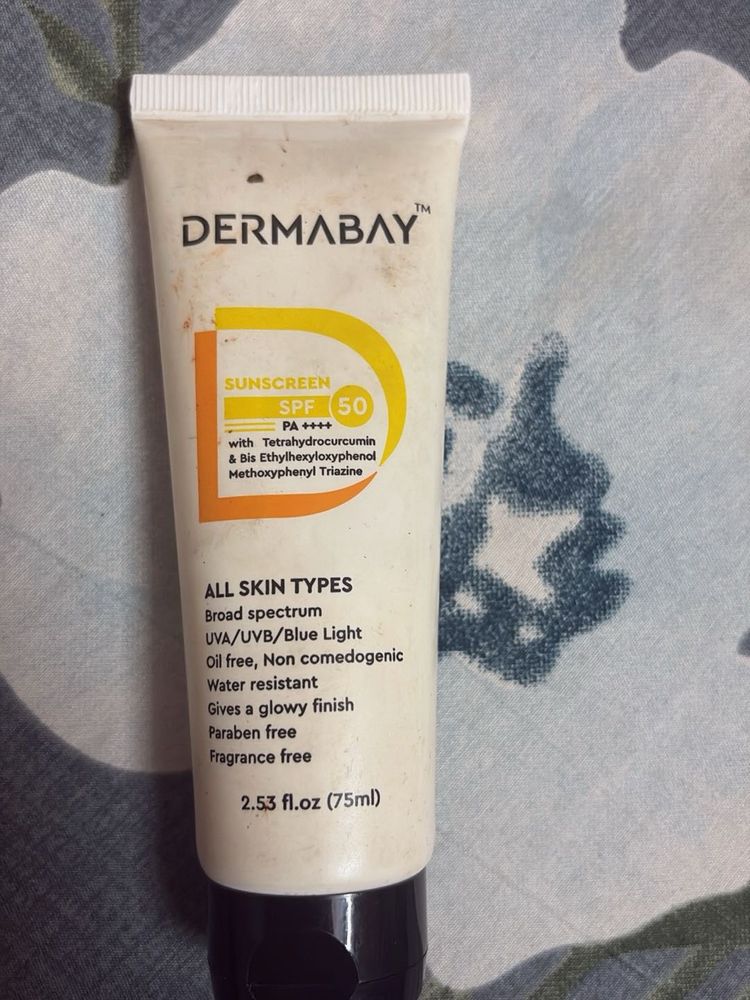 DERMABAY™
SUNSCREEN
SPF 50
PA ++++
with Tetrahydrocurcumin
& Bis Ethylhexyloxyphenol
Methoxyphenyl Triazine
ALL SKIN TYPES
Broad spectrum
UVA/UVB/Blue Light
Oil free, Non comedogenic
Water resistant
Gives a glowy finish
Paraben free
Fragrance free
2.53 fl.oz (75ml)